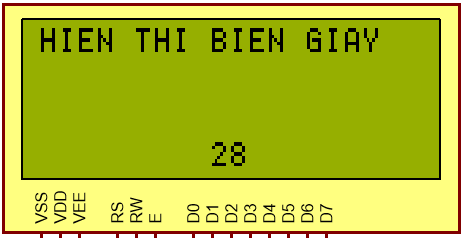 HIEN THI BIEN GIAY
28
VSS
VDD
VEE
RS
RW
E
D0
D1
D2
D3
D4
D5
D6
D7